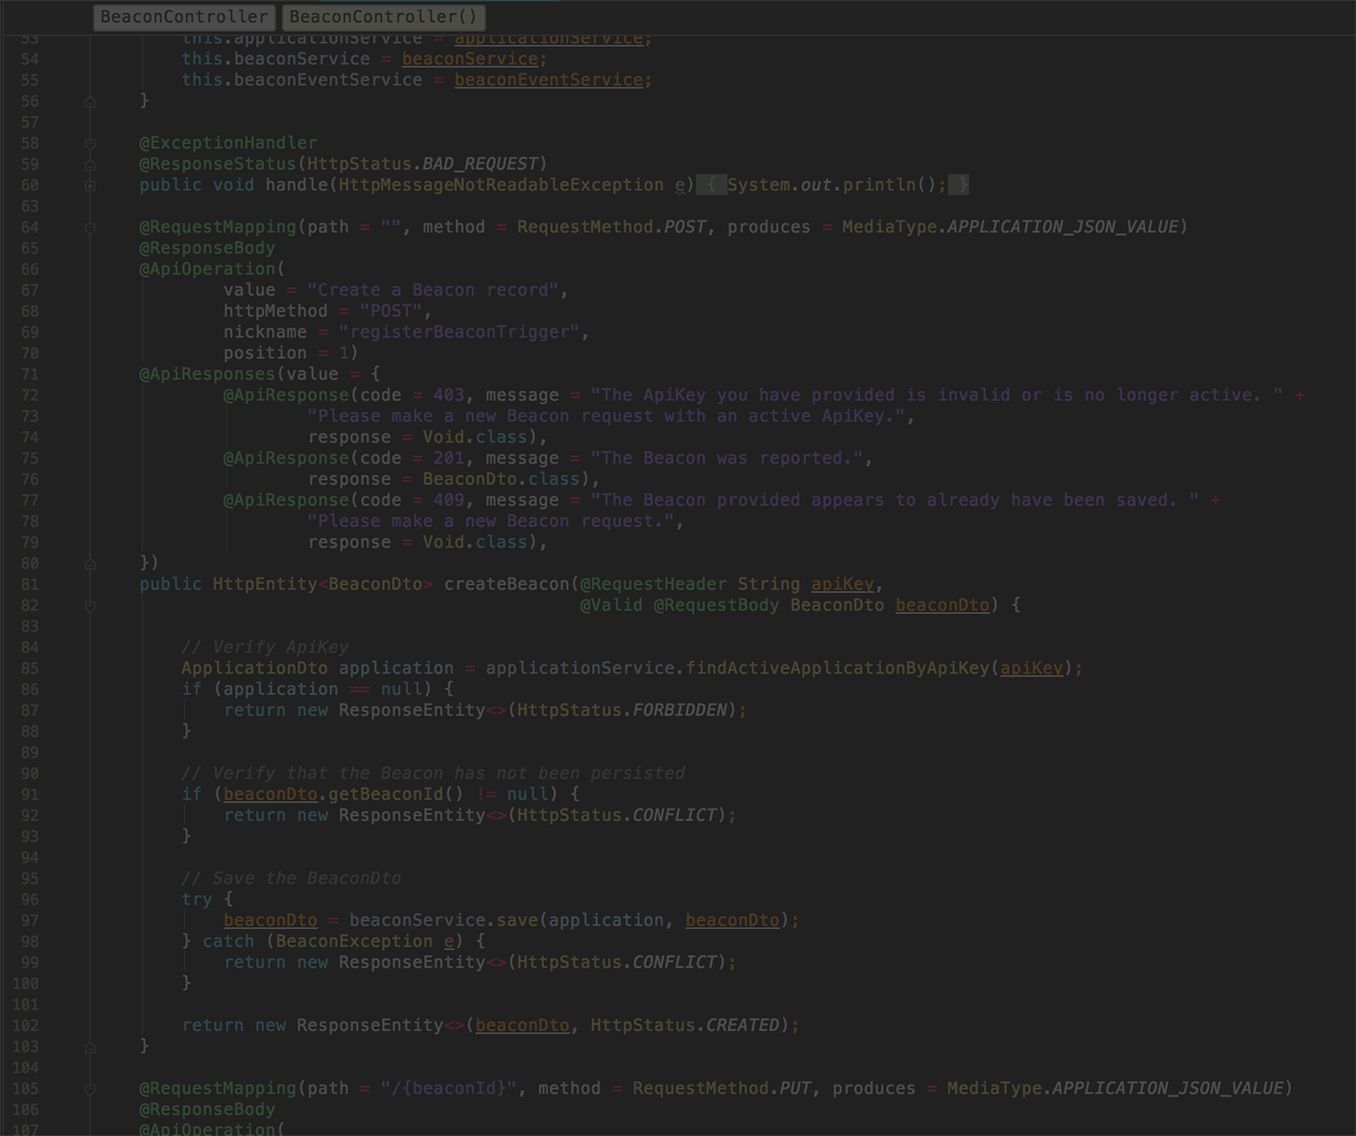 BeaconController BeaconController()
53 this.applicationService = applicationService;
54 this.beaconService = beaconService;
55 this.beaconEventService = beaconEventService;
56 }
57
58 @ExceptionHandler
59 @ResponseStatus(HttpStatus.BAD_REQUEST)
60 public void handle(HttpMessageNotReadableException e) { System.out.println(); }
63
64 @RequestMapping(path = "", method = RequestMethod.POST, produces = MediaType.APPLICATION_JSON_VALUE)
65 @ResponseBody
66 @ApiOperation(
67 value = "Create a Beacon record",
68 httpMethod = "POST",
69 nickname = "registerBeaconTrigger",
70 position = 1)
71 @ApiResponses(value = {
72 @ApiResponse(code = 403, message = "The ApiKey you have provided is invalid or is no longer active. " +
73 "Please make a new Beacon request with an active ApiKey.",
74 response = Void.class),
75 @ApiResponse(code = 201, message = "The Beacon was reported.",
76 response = BeaconDto.class),
77 @ApiResponse(code = 409, message = "The Beacon provided appears to already have been saved. " +
78 "Please make a new Beacon request.",
79 response = Void.class),
80 })
81 public HttpEntity<BeaconDto> createBeacon(@RequestHeader String apiKey,
82 @Valid @RequestBody BeaconDto beaconDto) {
83
84 // Verify ApiKey
85 ApplicationDto application = applicationService.findActiveApplicationByApiKey(apiKey);
86 if (application == null) {
87 return new ResponseEntity<>(HttpStatus.FORBIDDEN);
88 }
89
90 // Verify that the Beacon has not been persisted
91 if (beaconDto.getBeaconId() != null) {
92 return new ResponseEntity<>(HttpStatus.CONFLICT);
93 }
94
95 // Save the BeaconDto
96 try {
97 beaconDto = beaconService.save(application, beaconDto);
98 } catch (BeaconException e) {
99 return new ResponseEntity<>(HttpStatus.CONFLICT);
100 }
101
102 return new ResponseEntity<>(beaconDto, HttpStatus.CREATED);
103 }
104
105 @RequestMapping(path = "/{beaconId}", method = RequestMethod.PUT, produces = MediaType.APPLICATION_JSON_VALUE)
106 @ResponseBody
107 @ApiOperation(